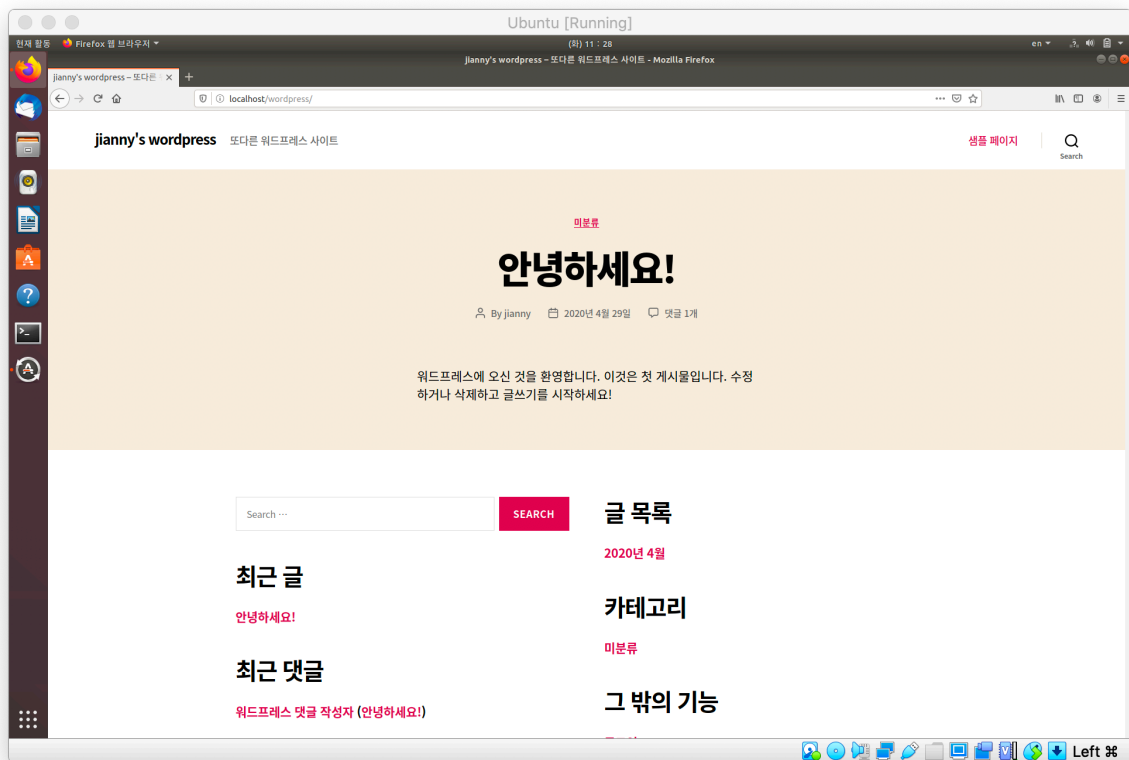 Ubuntu [Running]
현재 활동 Firefox 웹 브라우저
(화) 11 : 28
en
jianny's wordpress – 또다른 워드프레스 사이트 - Mozilla Firefox
jianny's wordpress – 또다른
localhost/wordpress/
jianny's wordpress 또다른 워드프레스 사이트
샘플 페이지
Search
미분류
안녕하세요!
By jianny 2020년 4월 29일 댓글 1개
워드프레스에 오신 것을 환영합니다. 이것은 첫 게시물입니다. 수정
하거나 삭제하고 글쓰기를 시작하세요!
Search …
SEARCH
최근 글
안녕하세요!
최근 댓글
워드프레스 댓글 작성자 (안녕하세요!)
글 목록
2020년 4월
카테고리
미분류
그 밖의 기능
Left ⌘